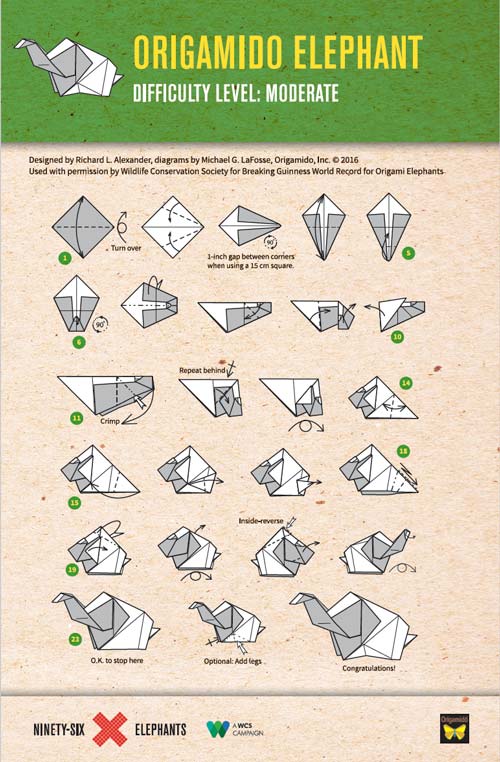 ORIGAMIDO ELEPHANT
DIFFICULTY LEVEL: MODERATE
Designed by Richard L. Alexander, diagrams by Michael G. LaFosse, Origamido, Inc. © 2016
Used with permission by Wildlife Conservation Society for Breaking Guinness World Record for Origami Elephants
1
Turn over
90°
1-inch gap between corners
when using a 15 cm square.
5
6
90°
10
11
Crimp
Repeat behind
14
15
18
19
Inside-reverse
23
O.K. to stop here
Optional: Add legs
Congratulations!
NINETY-SIX ELEPHANTS
A WCS
CAMPAIGN.
Origamido